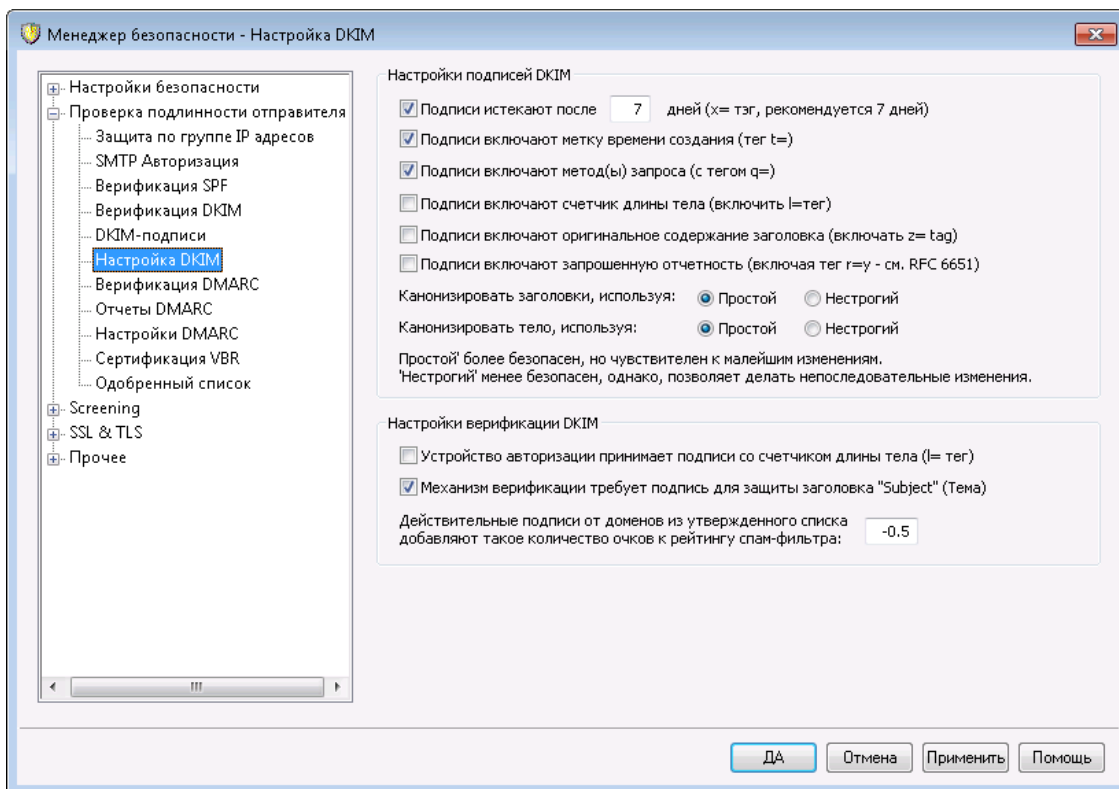 Менеджер безопасности - Настройка DKIM
Настройки безопасности
Проверка подлинности отправителя
Защита по группе IP адресов
SMTP Авторизация
Верификация SPF
Верификация DKIM
DKIM-подписи
Настройка DKIM
Верификация DMARC
Отчеты DMARC
Настройки DMARC
Сертификация VBR
Одобренный список
Screening
SSL & TLS
Прочее
Настройки подписей DKIM
Подписи истекают после 7 дней (x= тэг, рекомендуется 7 дней)
Подписи включают метку времени создания (тег t=)
Подписи включают метод(ы) запроса (с тегом q=)
Подписи включают счетчик длины тела (включить l=тег)
Подписи включают оригинальное содержание заголовка (включать z= tag)
Подписи включают запрошенную отчетность (включая тег r=y - см. RFC 6651)
Канонизировать заголовки, используя: Простой Нестрогий
Канонизировать тело, используя: Простой Нестрогий
Простой' более безопасен, но чувствителен к малейшим изменениям.
'Нестрогий' менее безопасен, однако, позволяет делать непоследовательные изменения.
Настройки верификации DKIM
Устройство авторизации принимает подписи со счетчиком длины тела (l= тег)
Механизм верификации требует подпись для защиты заголовка "Subject" (Тема)
Действительные подписи от доменов из утвержденного списка
добавляют такое количество очков к рейтингу спам-фильтра: -0.5
ДА Отмена Применить Помощь